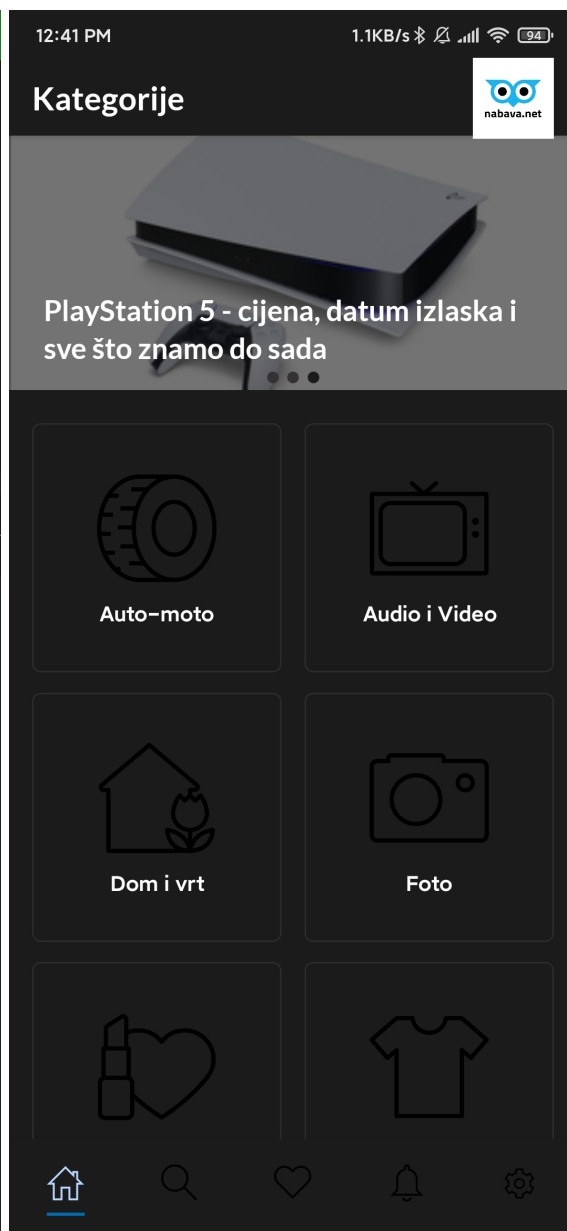 12:41 PM 1.1KB/s 94
Kategorije
nabava.net
PlayStation 5 - cijena, datum izlaska i
sve što znamo do sada
Auto-moto
Audio i Video
Dom i vrt
Foto